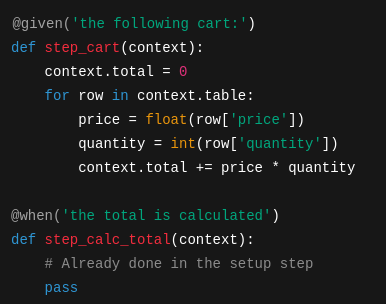 @given('the following cart:')
def step_cart(context):
    context.total = 0
    for row in context.table:
        price = float(row['price'])
        quantity = int(row['quantity'])
        context.total += price * quantity

@when('the total is calculated')
def step_calc_total(context):
    # Already done in the setup step
    pass